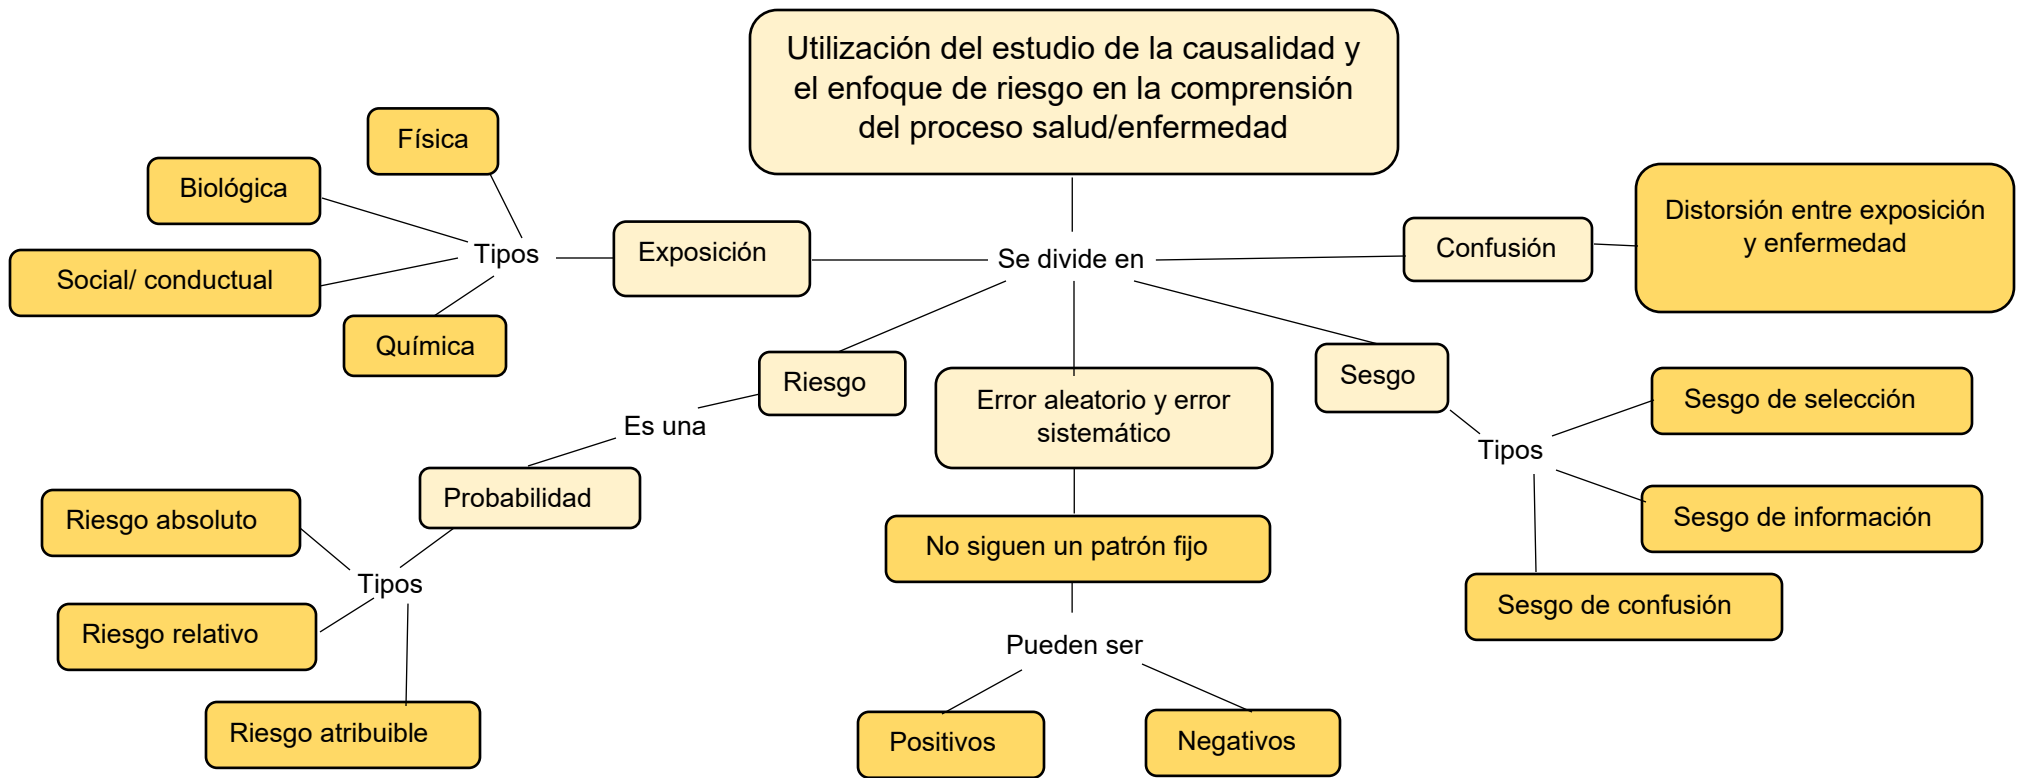 Utilización del estudio de la causalidad y
el enfoque de riesgo en la comprensión
del proceso salud/enfermedad
Física
Biológica
Tipos
Social/ conductual
Química
Exposición
Se divide en
Confusión
Distorsión entre exposición
y enfermedad
Riesgo
Es una
Probabilidad
Riesgo absoluto
Tipos
Riesgo relativo
Riesgo atribuible
Error aleatorio y error
sistemático
No siguen un patrón fijo
Pueden ser
Positivos
Negativos
Sesgo
Tipos
Sesgo de selección
Sesgo de información
Sesgo de confusión